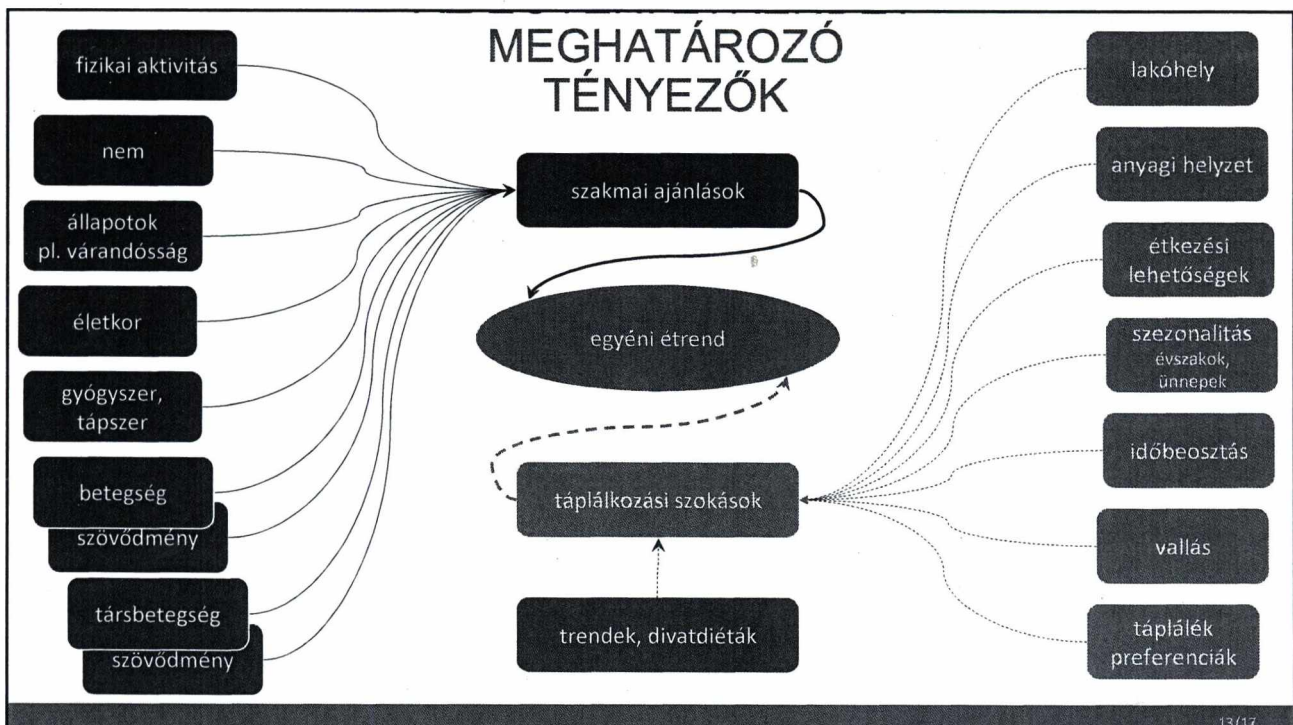 MEGHATÁROZÓ
TÉNYEZŐK
fizikai aktivitás
nem
állapotok
pl. várandósság
életkor
gyógyszer,
tápszer
betegség
szövődmény
társbetegség
szövődmény
szakmai ajánlások
egyéni étrend
táplálkozási szokások
trendek, divatdiéták
lakóhely
anyagi helyzet
étkezési
lehetőségek
szezonalitás
évszakok,
ünnepek
időbeosztás
vallás
táplálék
preferenciák
13/17